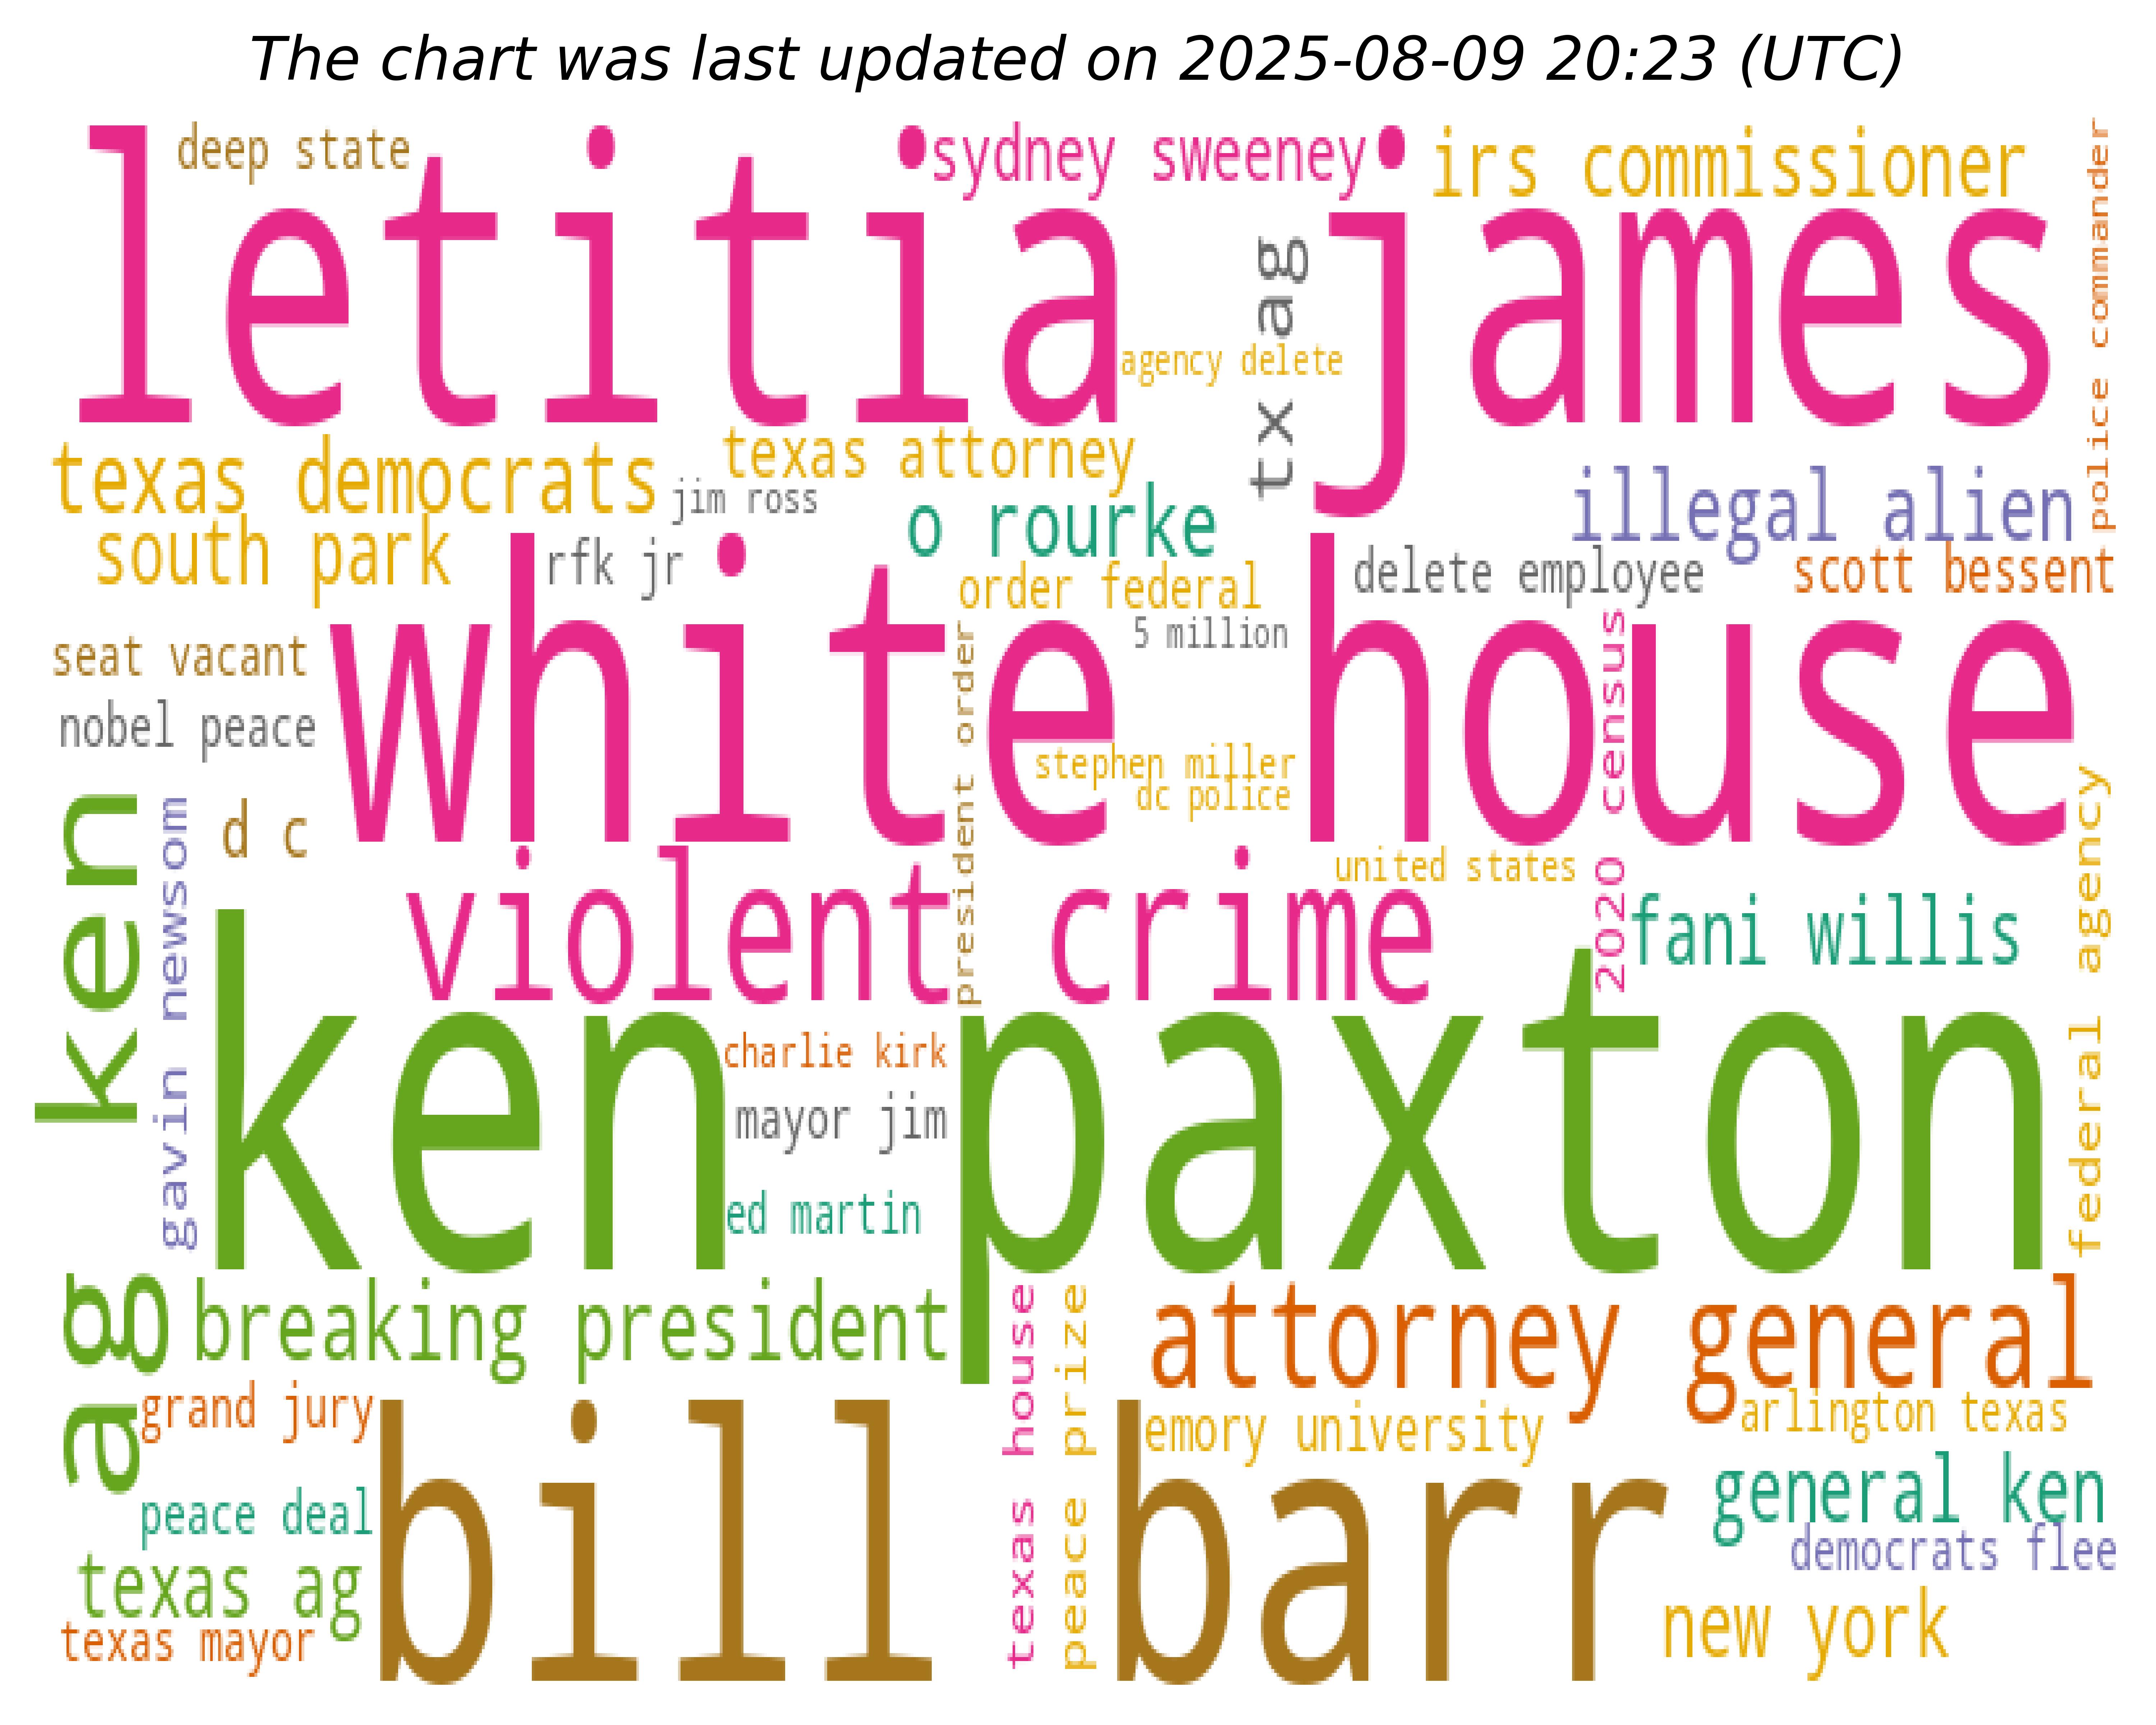 The chart was last updated on 2025-08-09 20:23 (UTC)
deep state
sydney sweeney
irs commissioner
police commander
letitia james
tx ag
agency delete
texas democrats
texas attorney
jim ross
o rourke
illegal alien
south park
rfk jr
order federal
delete employee
scott bessent
white house
5 million
seat vacant
nobel peace
president order
2020 census
stephen miller
dc police
ag ken
gavin newsom
d c
federal agency
united states
violent crime
fani willis
ken paxton
charlie kirk
mayor jim
ed martin
breaking president
attorney general
texas house
peace prize
grand jury
bill barr
emory university
arlington texas
peace deal
general ken
democrats flee
texas ag
texas mayor
new york